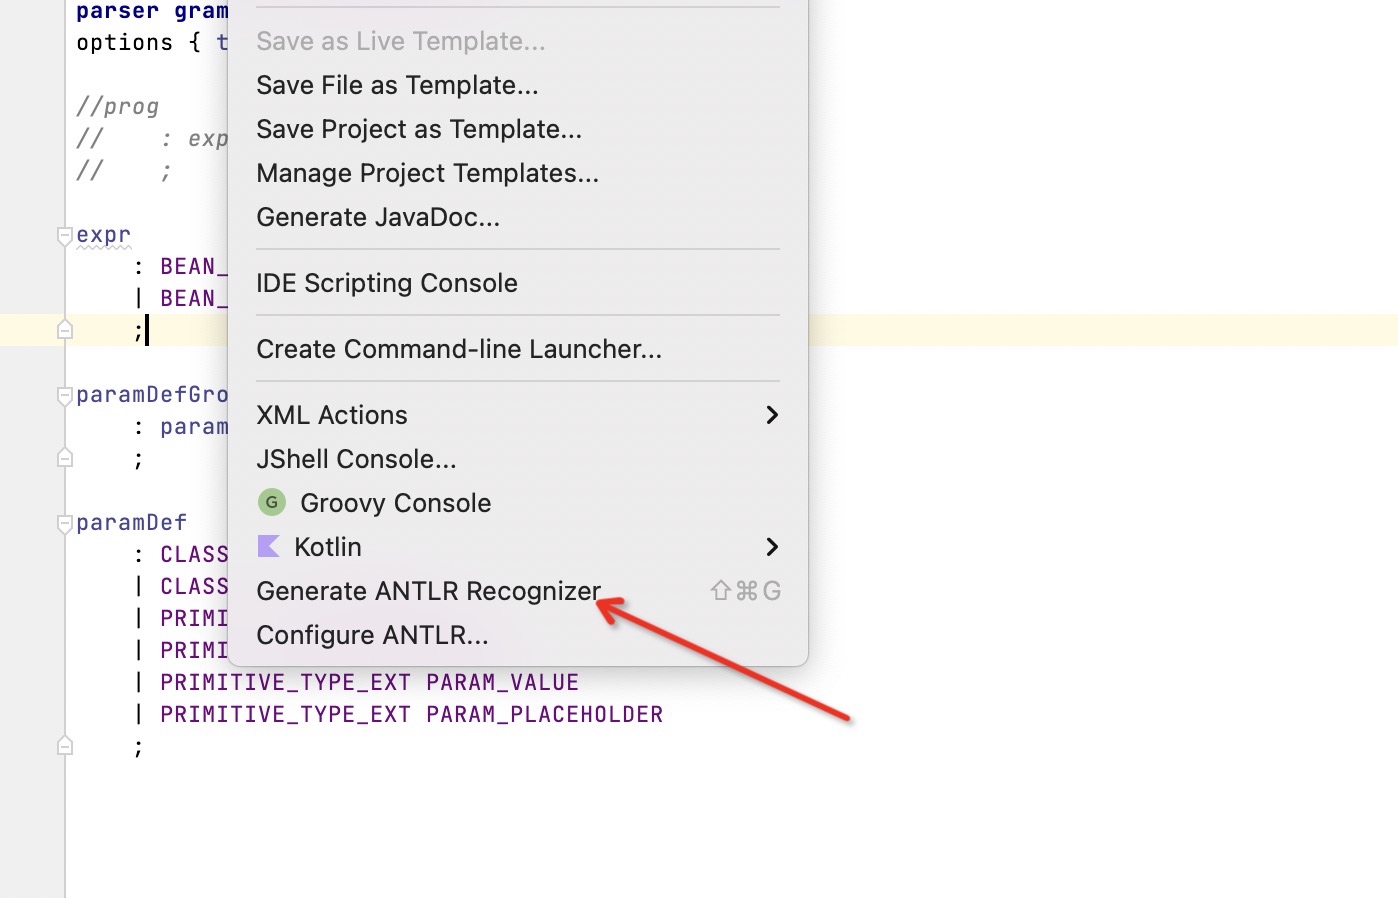 parser gram
options { t
Save as Live Template...
Save File as Template...
//prog
// : exp
Save Project as Template...
// ;
Manage Project Templates...
Generate JavaDoc...
expr
: BEAN_
IDE Scripting Console
| BEAN_
;
Create Command-line Launcher...
paramDefGro
XML Actions
: param
;
JShell Console...
G Groovy Console
paramDef
Kotlin
: CLASS
| CLASS
Generate ANTLR Recognizer ⇧⌘G
| PRIMI
Configure ANTLR...
| PRIMI
| PRIMITIVE_TYPE_EXT PARAM_VALUE
| PRIMITIVE_TYPE_EXT PARAM_PLACEHOLDER
;